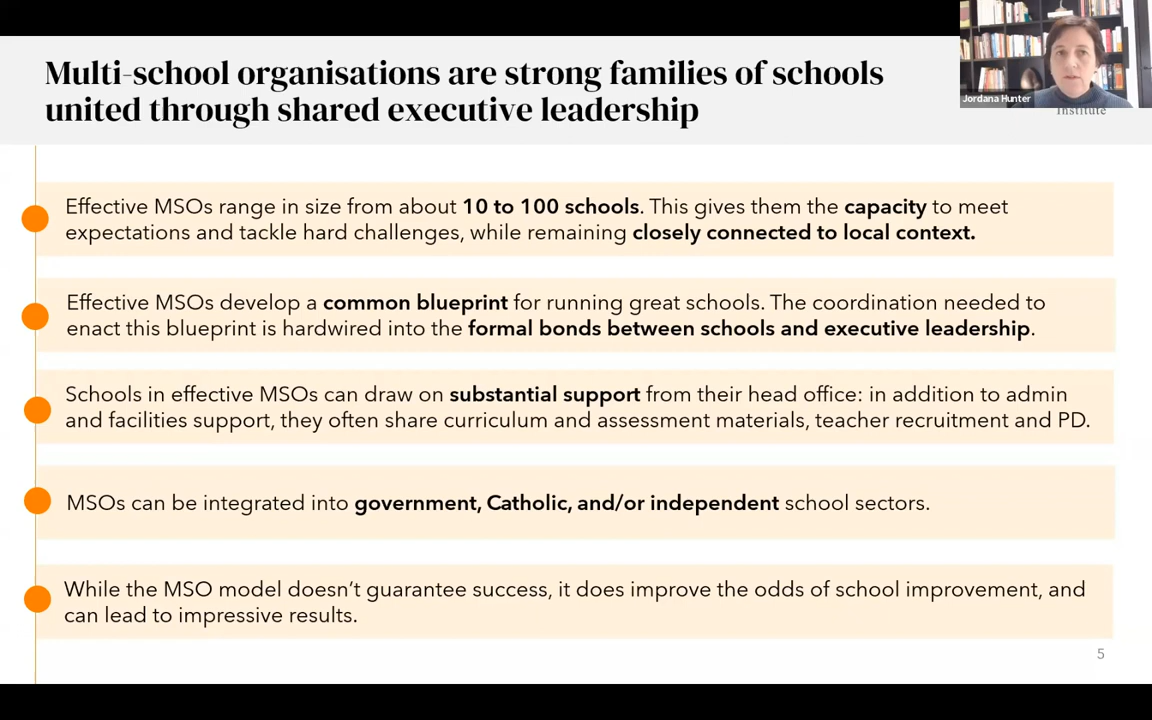 Multi-school organisations are strong families of schools
united through shared executive leadership
Jordana Hunter
Institute
Effective MSOs range in size from about 10 to 100 schools. This gives them the capacity to meet
expectations and tackle hard challenges, while remaining closely connected to local context.
Effective MSOs develop a common blueprint for running great schools. The coordination needed to
enact this blueprint is hardwired into the formal bonds between schools and executive leadership.
Schools in effective MSOs can draw on substantial support from their head office: in addition to admin
and facilities support, they often share curriculum and assessment materials, teacher recruitment and PD.
MSOs can be integrated into government, Catholic, and/or independent school sectors.
While the MSO model doesn’t guarantee success, it does improve the odds of school improvement, and
can lead to impressive results.
5